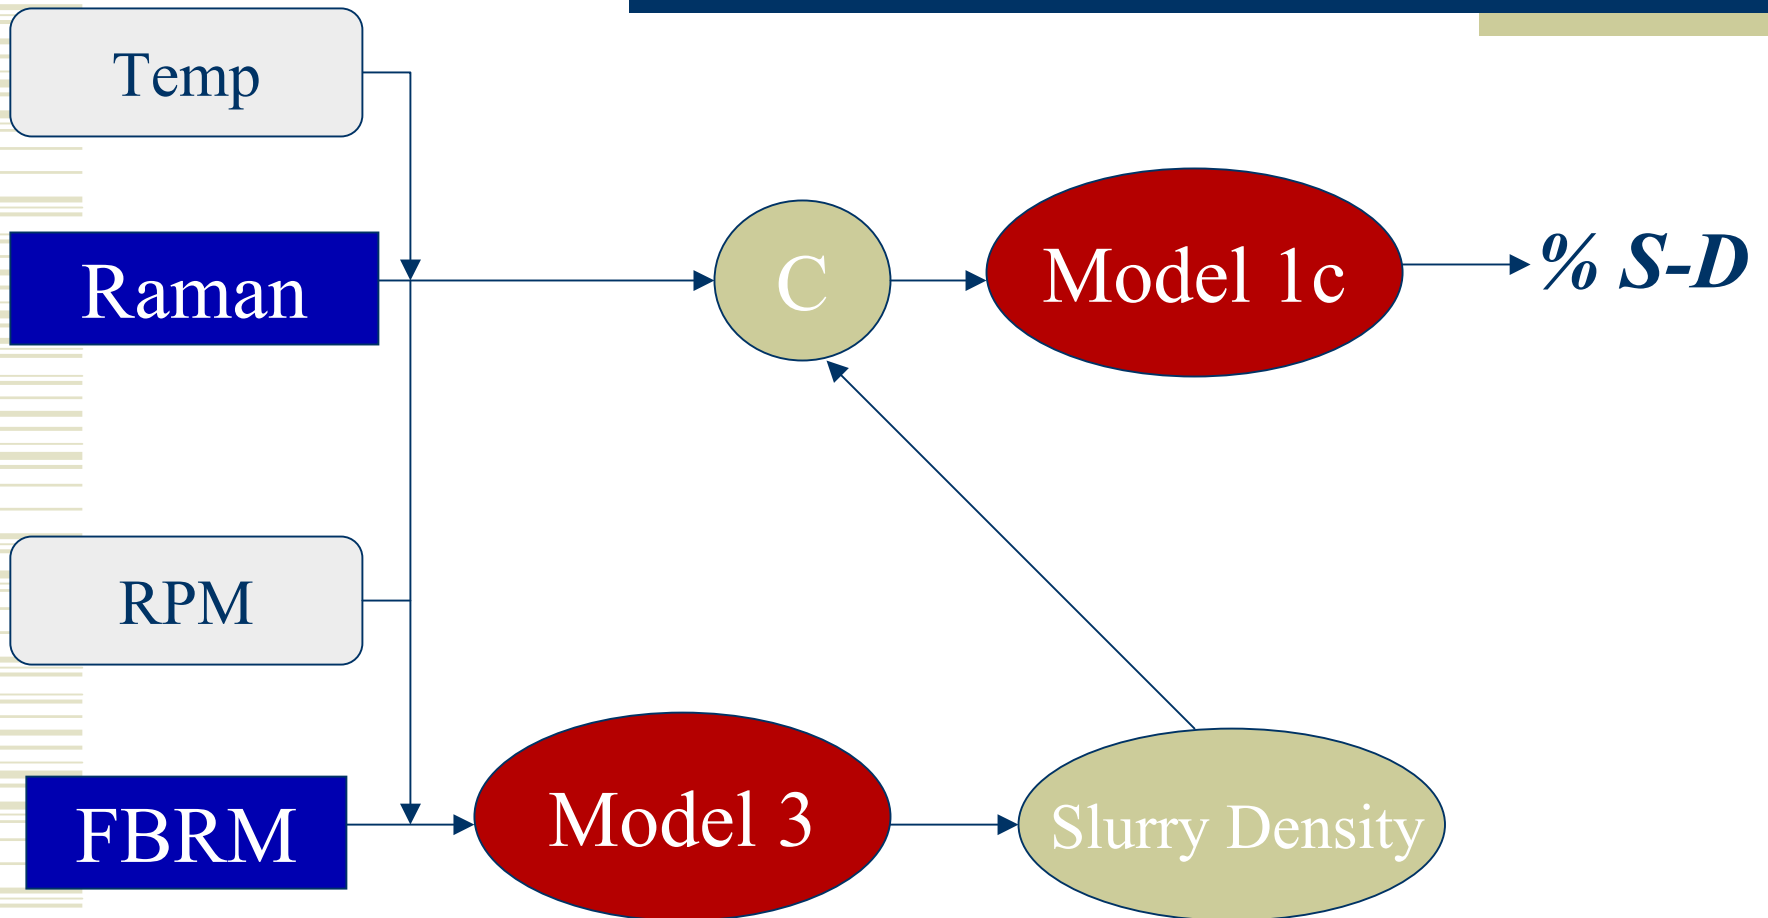 Temp
Raman
C
Model 1c
% S-D
RPM
FBRM
Model 3
Slurry Density